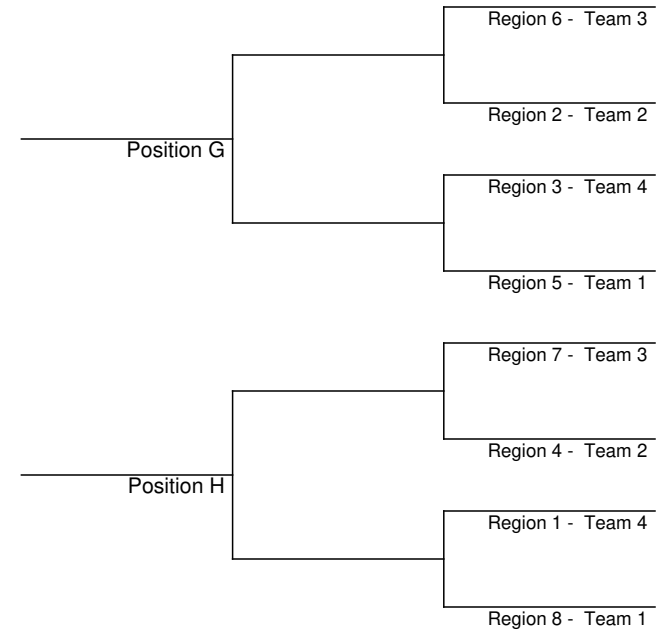 Region 6 -  Team 3
Region 2 -  Team 2
Position G
Region 3 -  Team 4
Region 5 -  Team 1
Region 7 -  Team 3
Region 4 -  Team 2
Position H
Region 1 -  Team 4
Region 8 -  Team 1